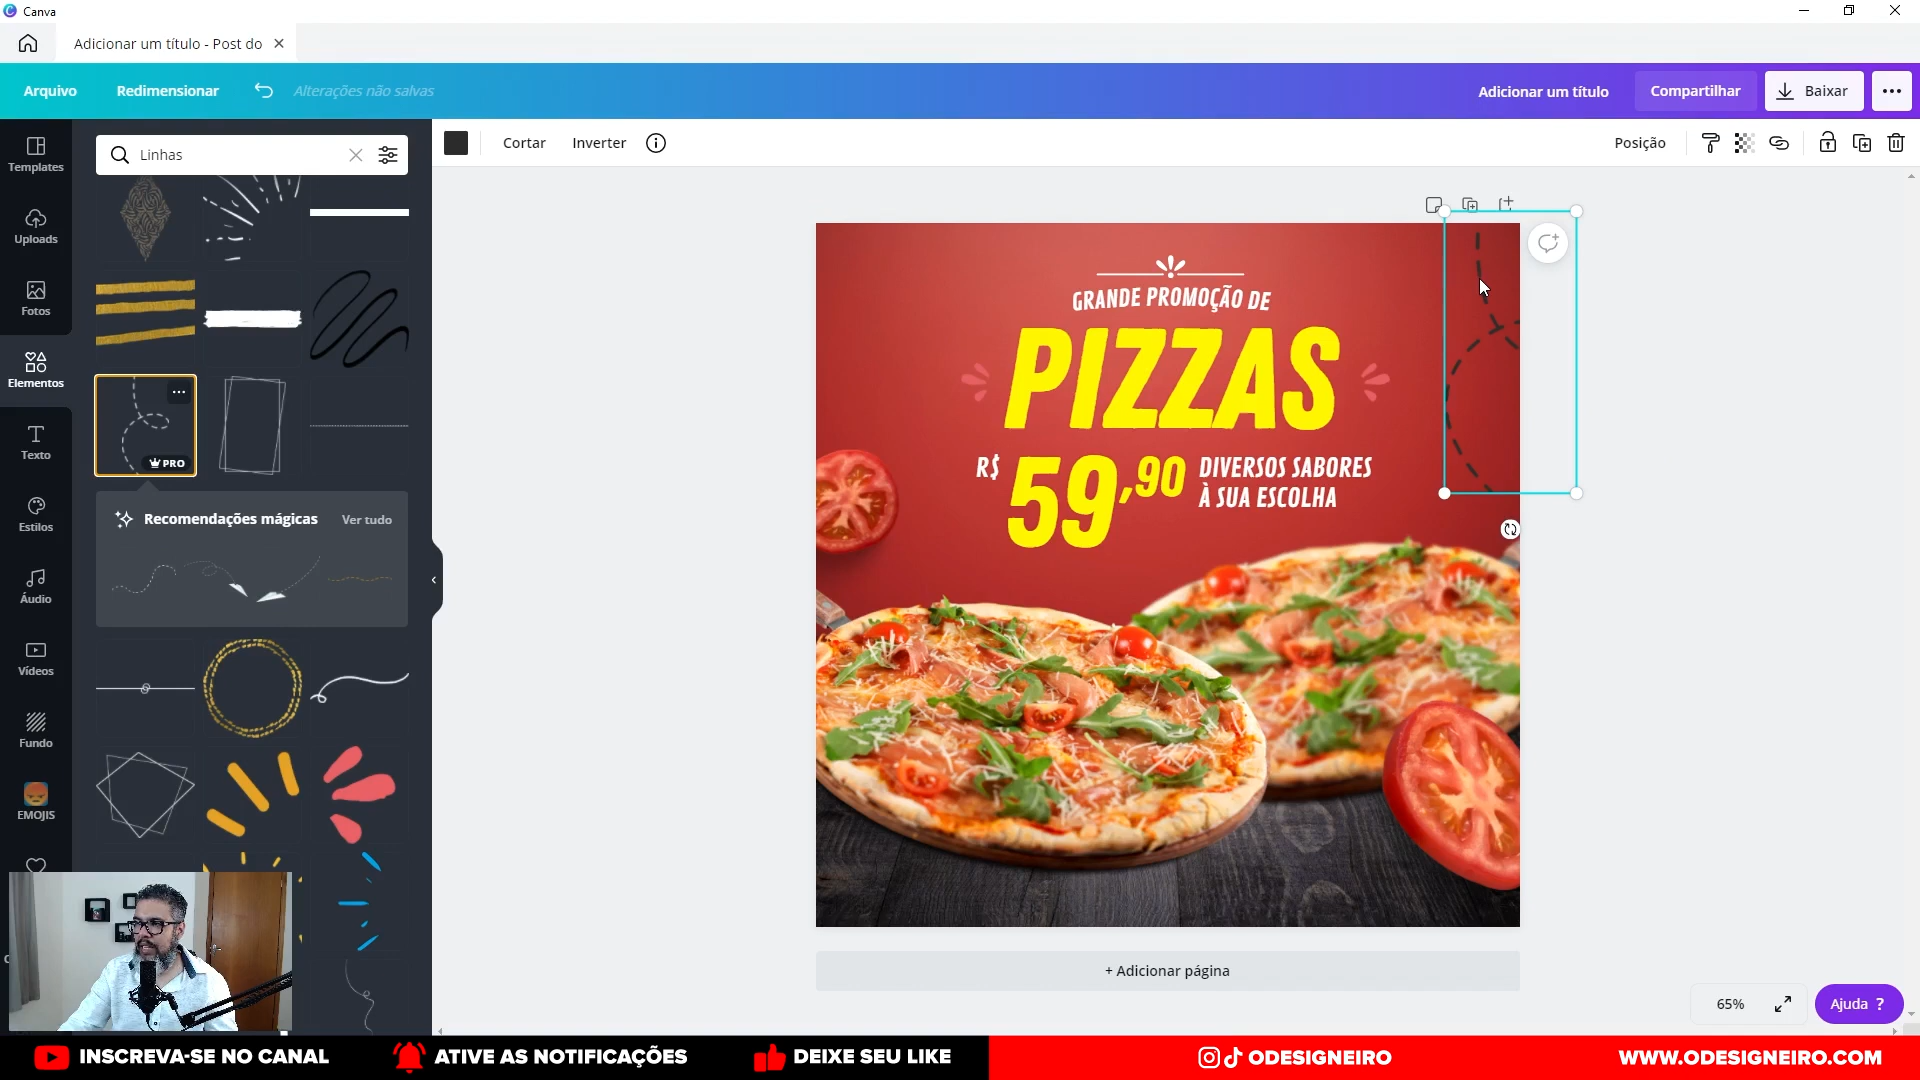 Canva
Adicionar um título - Post do
Arquivo
Redimensionar
Alterações não salvas
Adicionar um título
Compartilhar
Baixar
Templates
Uploads
Fotos
Elementos
Texto
Estilos
Áudio
Vídeos
Fundo
EMOJIS
Linhas
PRO
Recomendações mágicas
Ver tudo
Cortar
Inverter
Posição
GRANDE PROMOÇÃO DE
PIZZAS
R$ 59,90
DIVERSOS SABORES
À SUA ESCOLHA
+ Adicionar página
65%
Ajuda ?
INSCREVA-SE NO CANAL
ATIVE AS NOTIFICAÇÕES
DEIXE SEU LIKE
ODESIGNEIRO
WWW.ODESIGNEIRO.COM